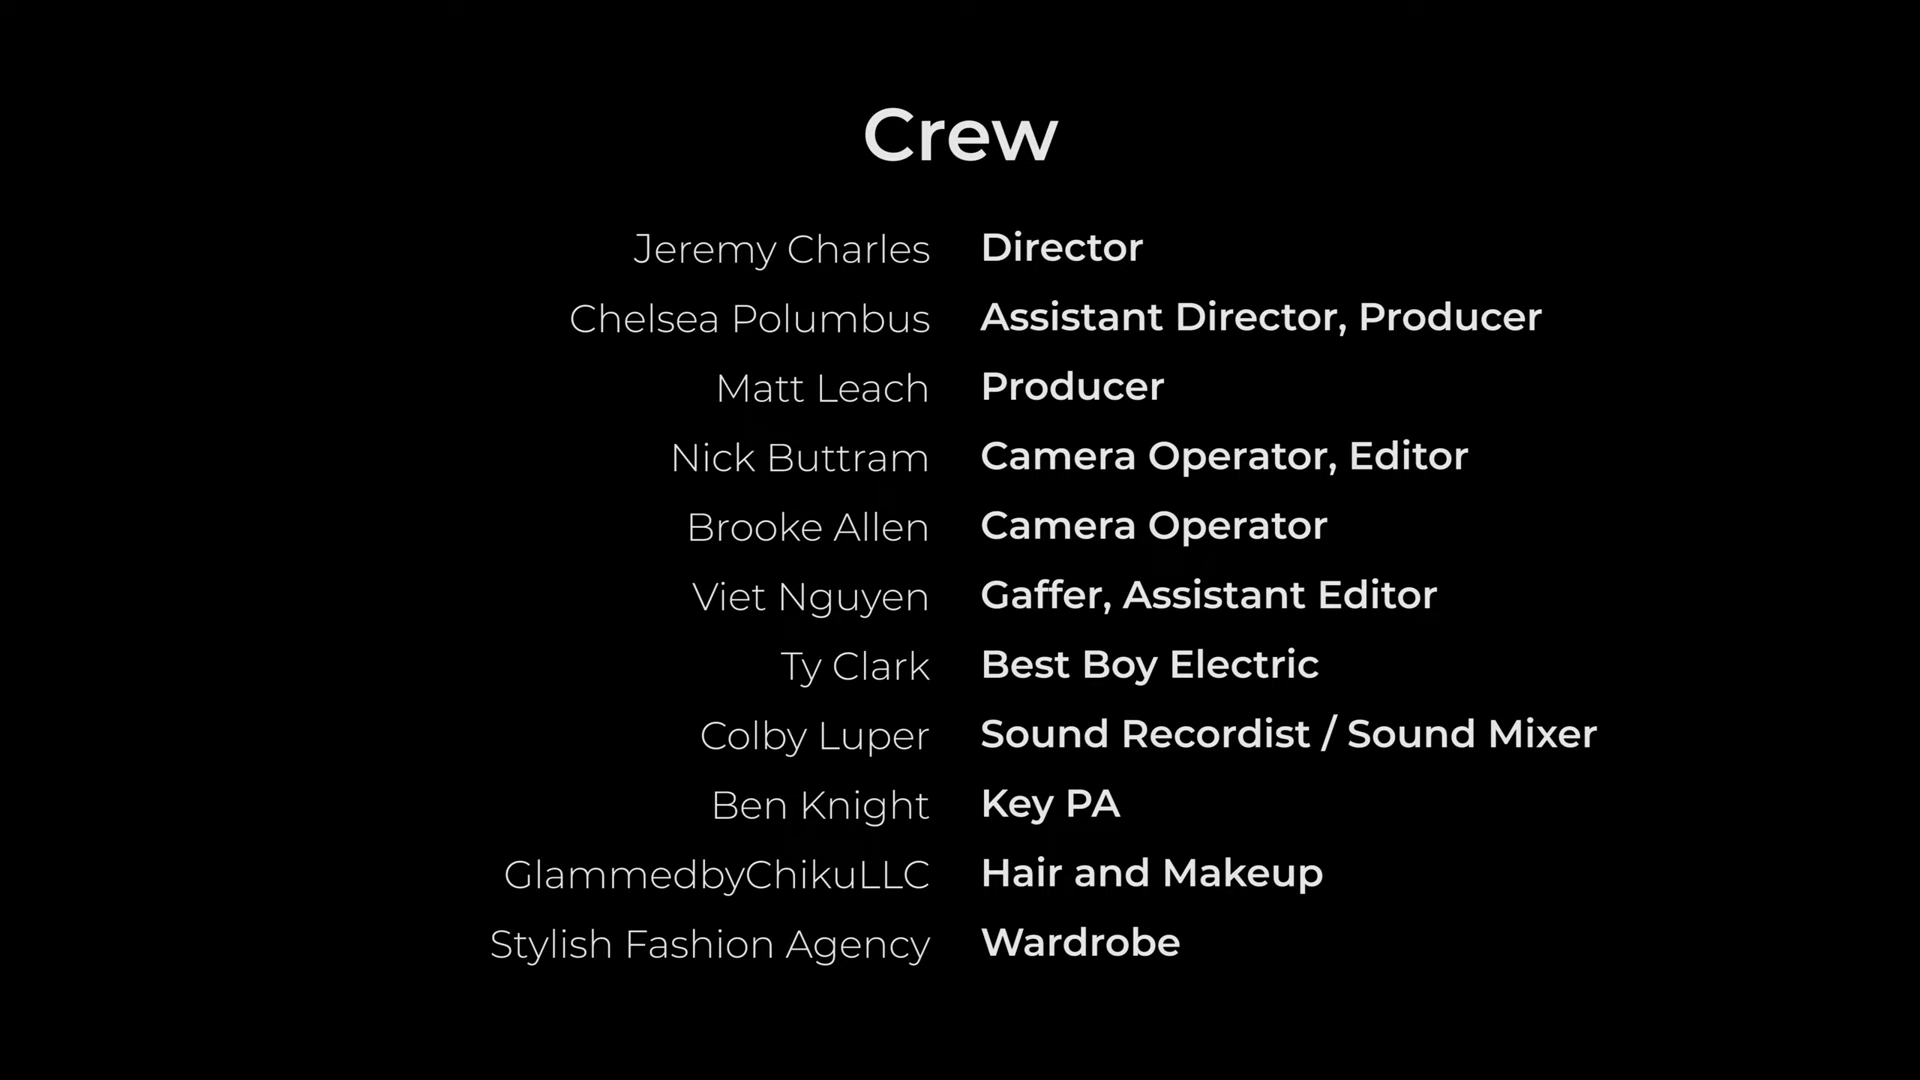 Crew
Jeremy Charles Director
Chelsea Polumbus Assistant Director, Producer
Matt Leach Producer
Nick Buttram Camera Operator, Editor
Brooke Allen Camera Operator
Viet Nguyen Gaffer, Assistant Editor
Ty Clark Best Boy Electric
Colby Luper Sound Recordist / Sound Mixer
Ben Knight Key PA
GlammedbyChikuLLC Hair and Makeup
Stylish Fashion Agency Wardrobe